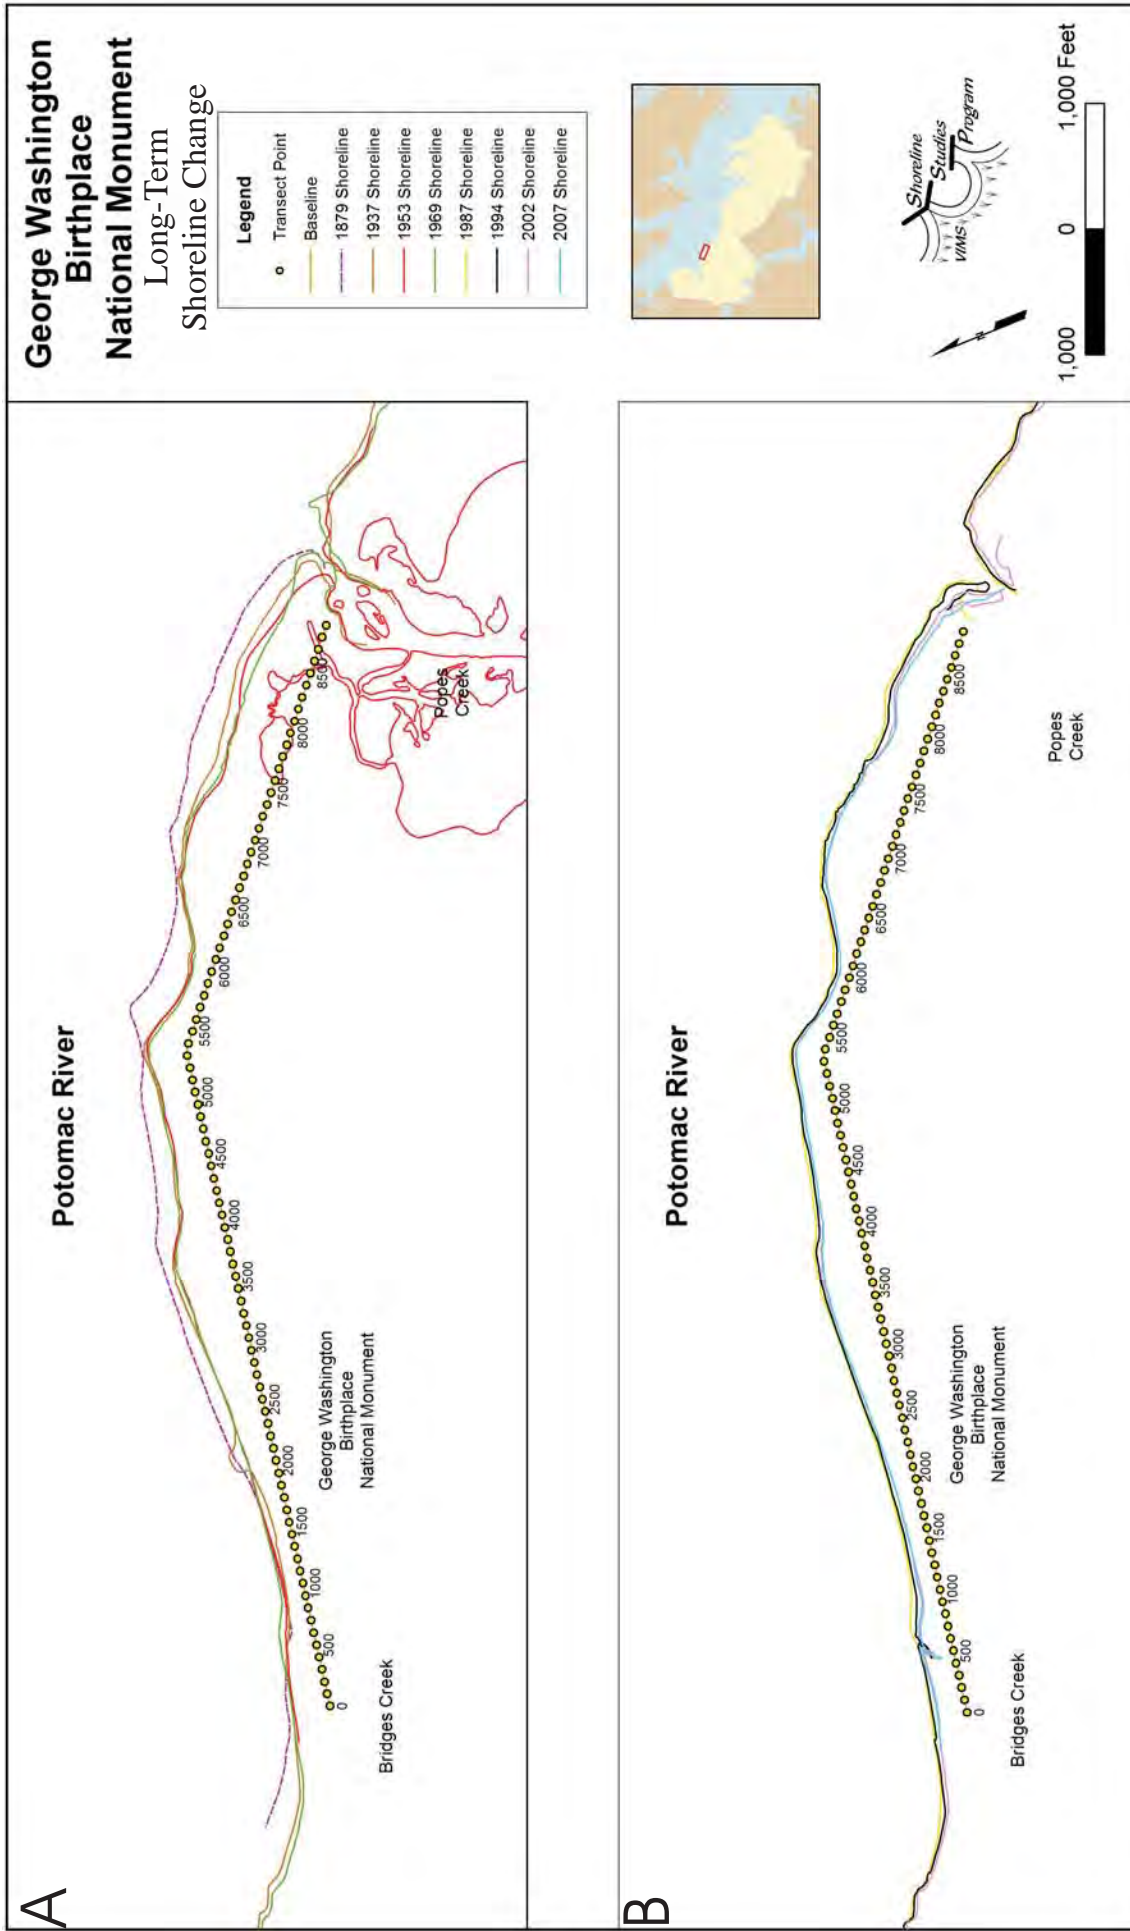 A
Potomac River
0
500
1000
1500
2000
2500
3000
3500
4000
4500
5000
5500
6000
6500
7000
7500
8000
8500
Bridges Creek
George Washington
Birthplace
National Monument
Popes
Creek
B
Potomac River
0
500
1000
1500
2000
2500
3000
3500
4000
4500
5000
5500
6000
6500
7000
7500
8000
8500
Bridges Creek
George Washington
Birthplace
National Monument
Popes
Creek
George Washington
Birthplace
National Monument
Long-Term
Shoreline Change
Legend
Transect Point
Baseline
1879 Shoreline
1937 Shoreline
1953 Shoreline
1969 Shoreline
1987 Shoreline
1994 Shoreline
2002 Shoreline
2007 Shoreline
N
VIMS
Shoreline
Studies
Program
1,000 0 1,000 Feet